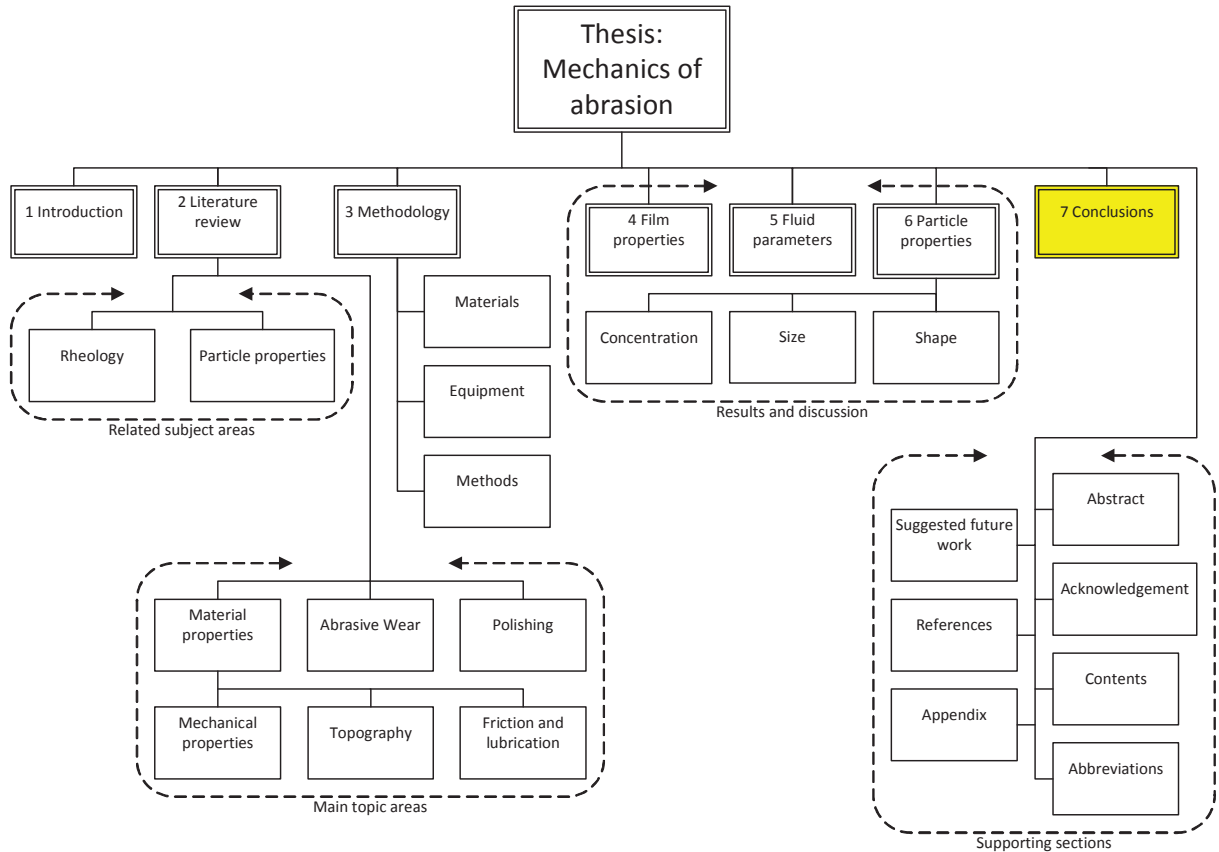 Thesis:
Mechanics of
abrasion
1 Introduction
2 Literature
review
3 Methodology
4 Film
properties
5 Fluid
parameters
6 Particle
properties
7 Conclusions
Rheology
Particle properties
Related subject areas
Materials
Equipment
Methods
Concentration
Size
Shape
Results and discussion
Material
properties
Abrasive Wear
Polishing
Mechanical
properties
Topography
Friction and
lubrication
Main topic areas
Suggested future
work
References
Appendix
Abstract
Acknowledgement
Contents
Abbreviations
Supporting sections